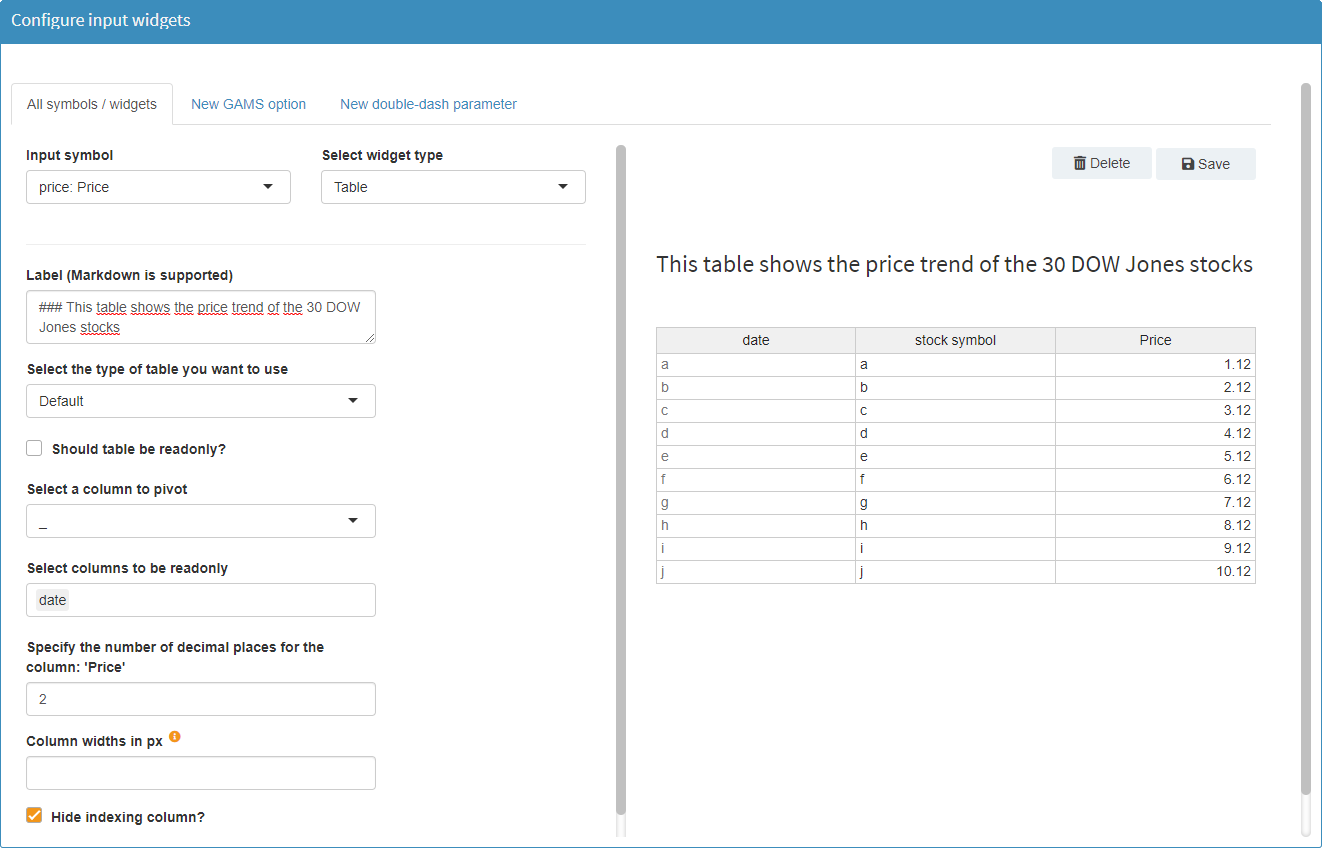 Configure input widgets
All symbols / widgets New GAMS option New double-dash parameter
Input symbol Select widget type
price: Price Table
Label (Markdown is supported)
### This table shows the price trend of the 30 DOW
Jones stocks
Select the type of table you want to use
Default
Should table be readonly?
Select a column to pivot
_
Select columns to be readonly
date
Specify the number of decimal places for the
column: 'Price'
2
Column widths in px
Hide indexing column?
Delete Save
This table shows the price trend of the 30 DOW Jones stocks
date stock symbol Price
a a 1.12
b b 2.12
c c 3.12
d d 4.12
e e 5.12
f f 6.12
g g 7.12
h h 8.12
i i 9.12
j j 10.12